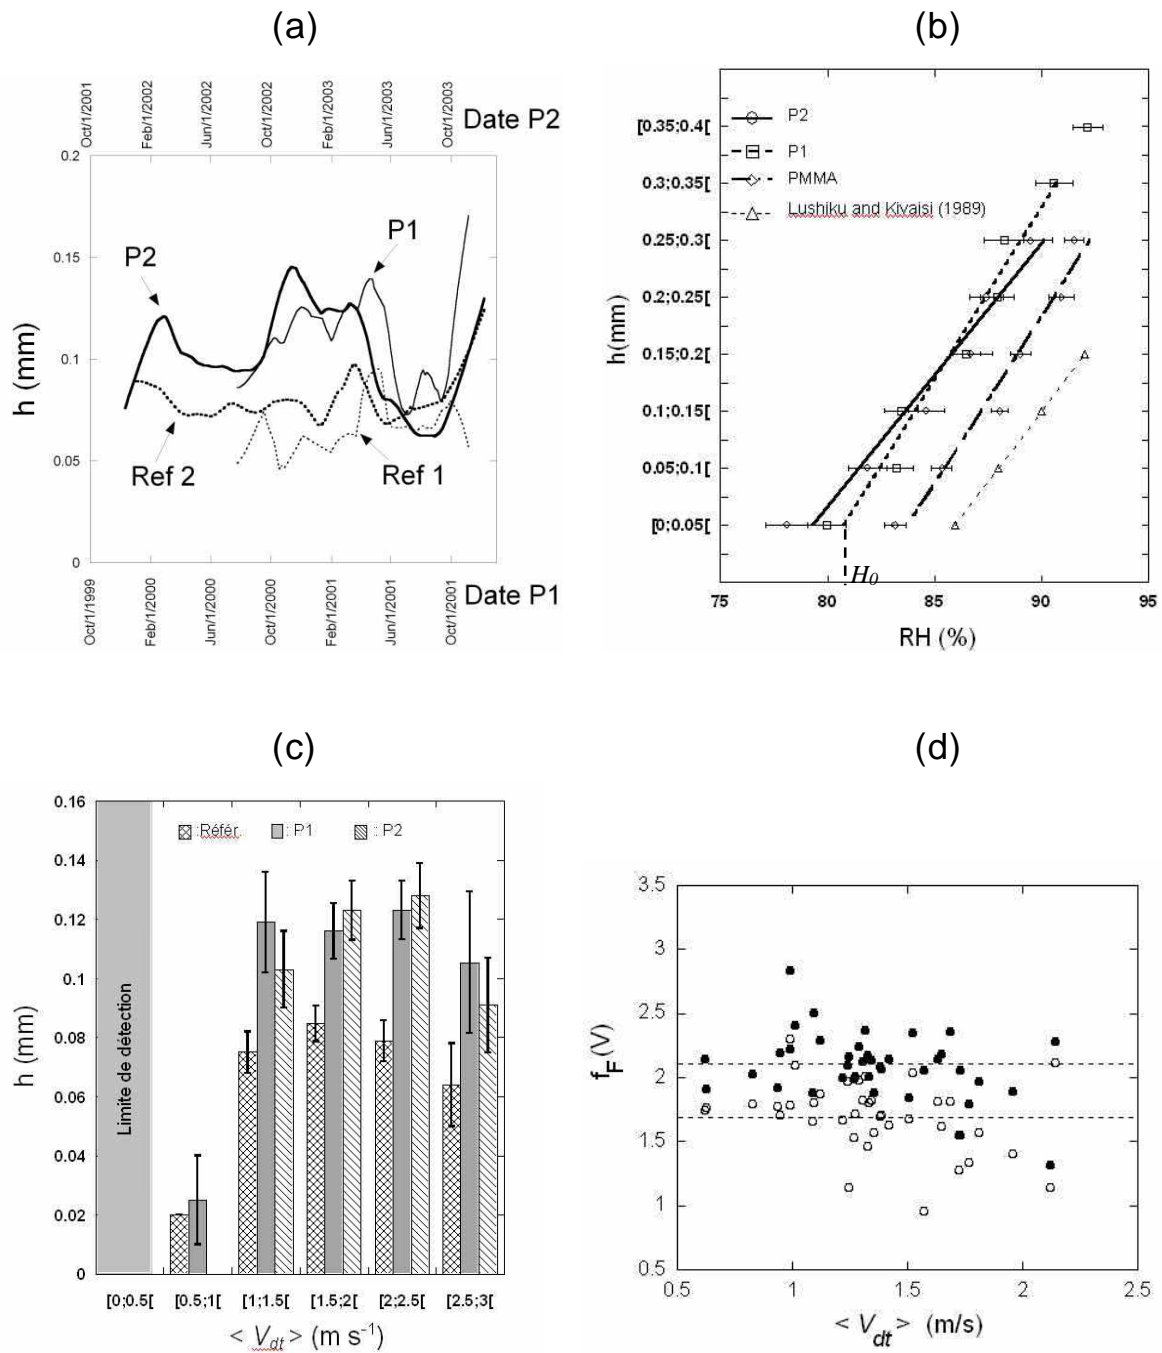 (a)
Oct/1/2001
Feb/1/2002
Jun/1/2002
Oct/1/2002
Feb/1/2003
Jun/1/2003
Oct/1/2003
Date P2
0.2
0.15
0.1
0.05
0
h (mm)
P2
P1
Ref 2
Ref 1
Oct/1/1999
Feb/1/2000
Jun/1/2000
Oct/1/2000
Feb/1/2001
Jun/1/2001
Oct/1/2001
Date P1
(b)
[0.35:0.4[
0.3;0.35[
0.25:0.3[
0.2;0.25[
0.15:0.2[
0.1:0.15[
0.05:0.1[
[0;0.05[
h(mm)
P2
P1
PMMA
Lushiku and Kivaisi (1989)
H0
75
80
85
90
95
RH (%)
(c)
0.16
0.14
0.12
0.1
0.08
0.06
0.04
0.02
0
h (mm)
Limite de détection
:Référ.
: P1
: P2
[0;0.5[
[0.5;1[
[1;1.5[
[1.5;2[
[2;2.5[
[2.5;3[
< Vdt > (m s-1)
(d)
3.5
3
2.5
2
1.5
1
0.5
fF (V)
0.5
1
1.5
2
2.5
< Vdt > (m/s)